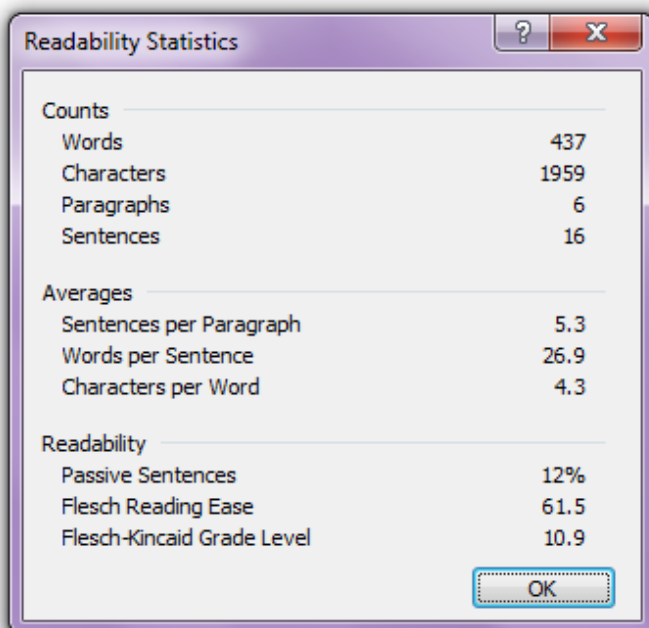 Readability Statistics
?
Counts
Words 437
Characters 1959
Paragraphs 6
Sentences 16
Averages
Sentences per Paragraph 5.3
Words per Sentence 26.9
Characters per Word 4.3
Readability
Passive Sentences 12%
Flesch Reading Ease 61.5
Flesch-Kincaid Grade Level 10.9
OK